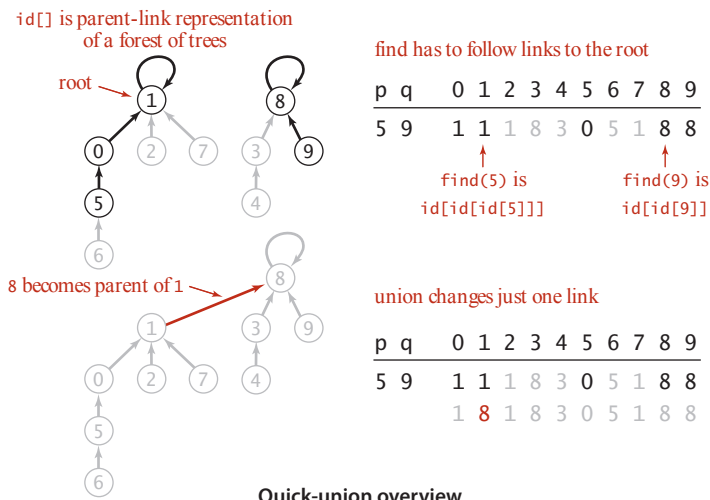 id[] is parent-link representation
of a forest of trees
root
1
8
0
2
7
3
9
5
4
6
find has to follow links to the root
p q 0 1 2 3 4 5 6 7 8 9
5 9 1 1 1 8 3 0 5 1 8 8
find(5) is
id[id[id[5]]]
find(9) is
id[id[9]]
8 becomes parent of 1
8
1
3
9
0
2
7
4
5
6
union changes just one link
p q 0 1 2 3 4 5 6 7 8 9
5 9 1 1 1 8 3 0 5 1 8 8
1 8 1 8 3 0 5 1 8 8
Quick-union overview